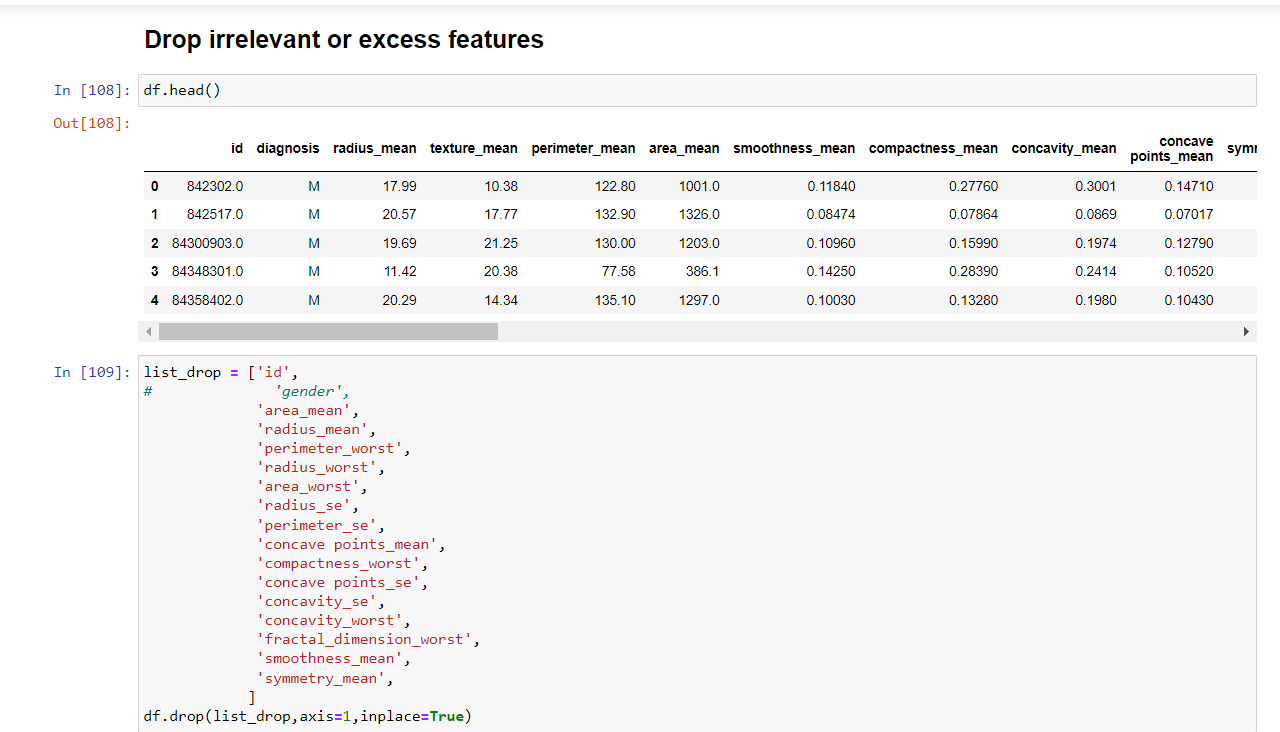 Drop irrelevant or excess features
In [108]: df.head()
Out[108]:
id diagnosis radius_mean texture_mean perimeter_mean area_mean smoothness_mean compactness_mean concavity_mean concave points_mean symm
0 842302.0 M 17.99 10.38 122.80 1001.0 0.11840 0.27760 0.3001 0.14710
1 842517.0 M 20.57 17.77 132.90 1326.0 0.08474 0.07864 0.0869 0.07017
2 84300903.0 M 19.69 21.25 130.00 1203.0 0.10960 0.15990 0.1974 0.12790
3 84348301.0 M 11.42 20.38 77.58 386.1 0.14250 0.28390 0.2414 0.10520
4 84358402.0 M 20.29 14.34 135.10 1297.0 0.10030 0.13280 0.1980 0.10430
In [109]: list_drop = ['id',
# 'gender',
'area_mean',
'radius_mean',
'perimeter_worst',
'radius_worst',
'area_worst',
'radius_se',
'perimeter_se',
'concave points_mean',
'compactness_worst',
'concave points_se',
'concavity_se',
'concavity_worst',
'fractal_dimension_worst',
'smoothness_mean',
'symmetry_mean',
]
df.drop(list_drop,axis=1,inplace=True)